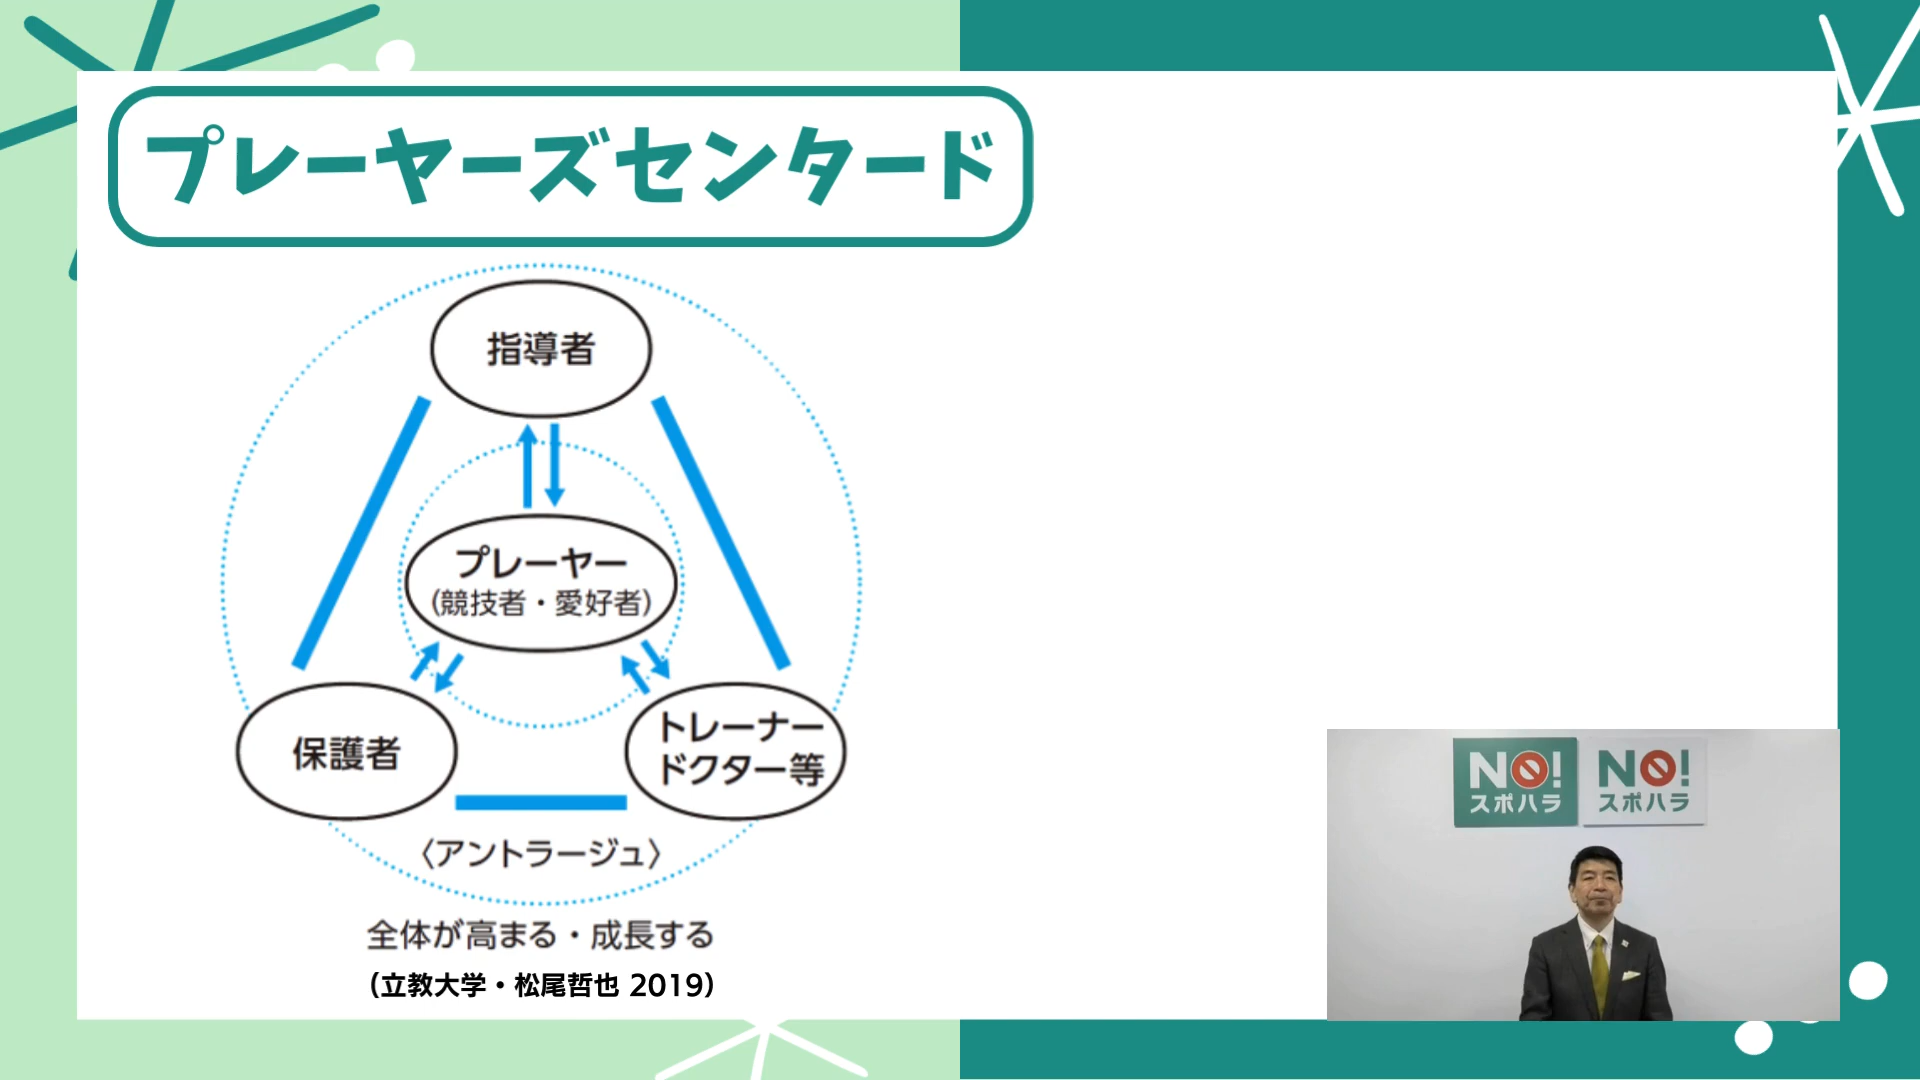 プレーヤーズセンタード
指導者
プレーヤー
(競技者・愛好者)
保護者
トレーナー
ドクター等
〈アントラージュ〉
全体が高まる・成長する
(立教大学・松尾哲也 2019)
NO!
スポハラ
NO!
スポハラ